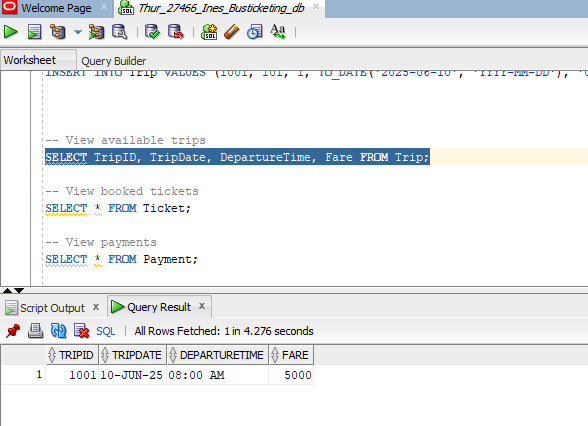 Welcome Page × Thur_27466_Ines_Busticketing_db ×
SQL
Worksheet Query Builder
INSERT INTO Trip VALUES (1001, 101, 1, TO_DATE('2025-06-10', 'YYYY-MM-DD'), '0
-- View available trips
SELECT TripID, TripDate, DepartureTime, Fare FROM Trip;
-- View booked tickets
SELECT * FROM Ticket;
-- View payments
SELECT * FROM Payment;
Script Output × Query Result ×
SQL | All Rows Fetched: 1 in 4.276 seconds
TRIPID TRIPDATE DEPARTURETIME FARE
1 1001 10-JUN-25 08:00 AM 5000